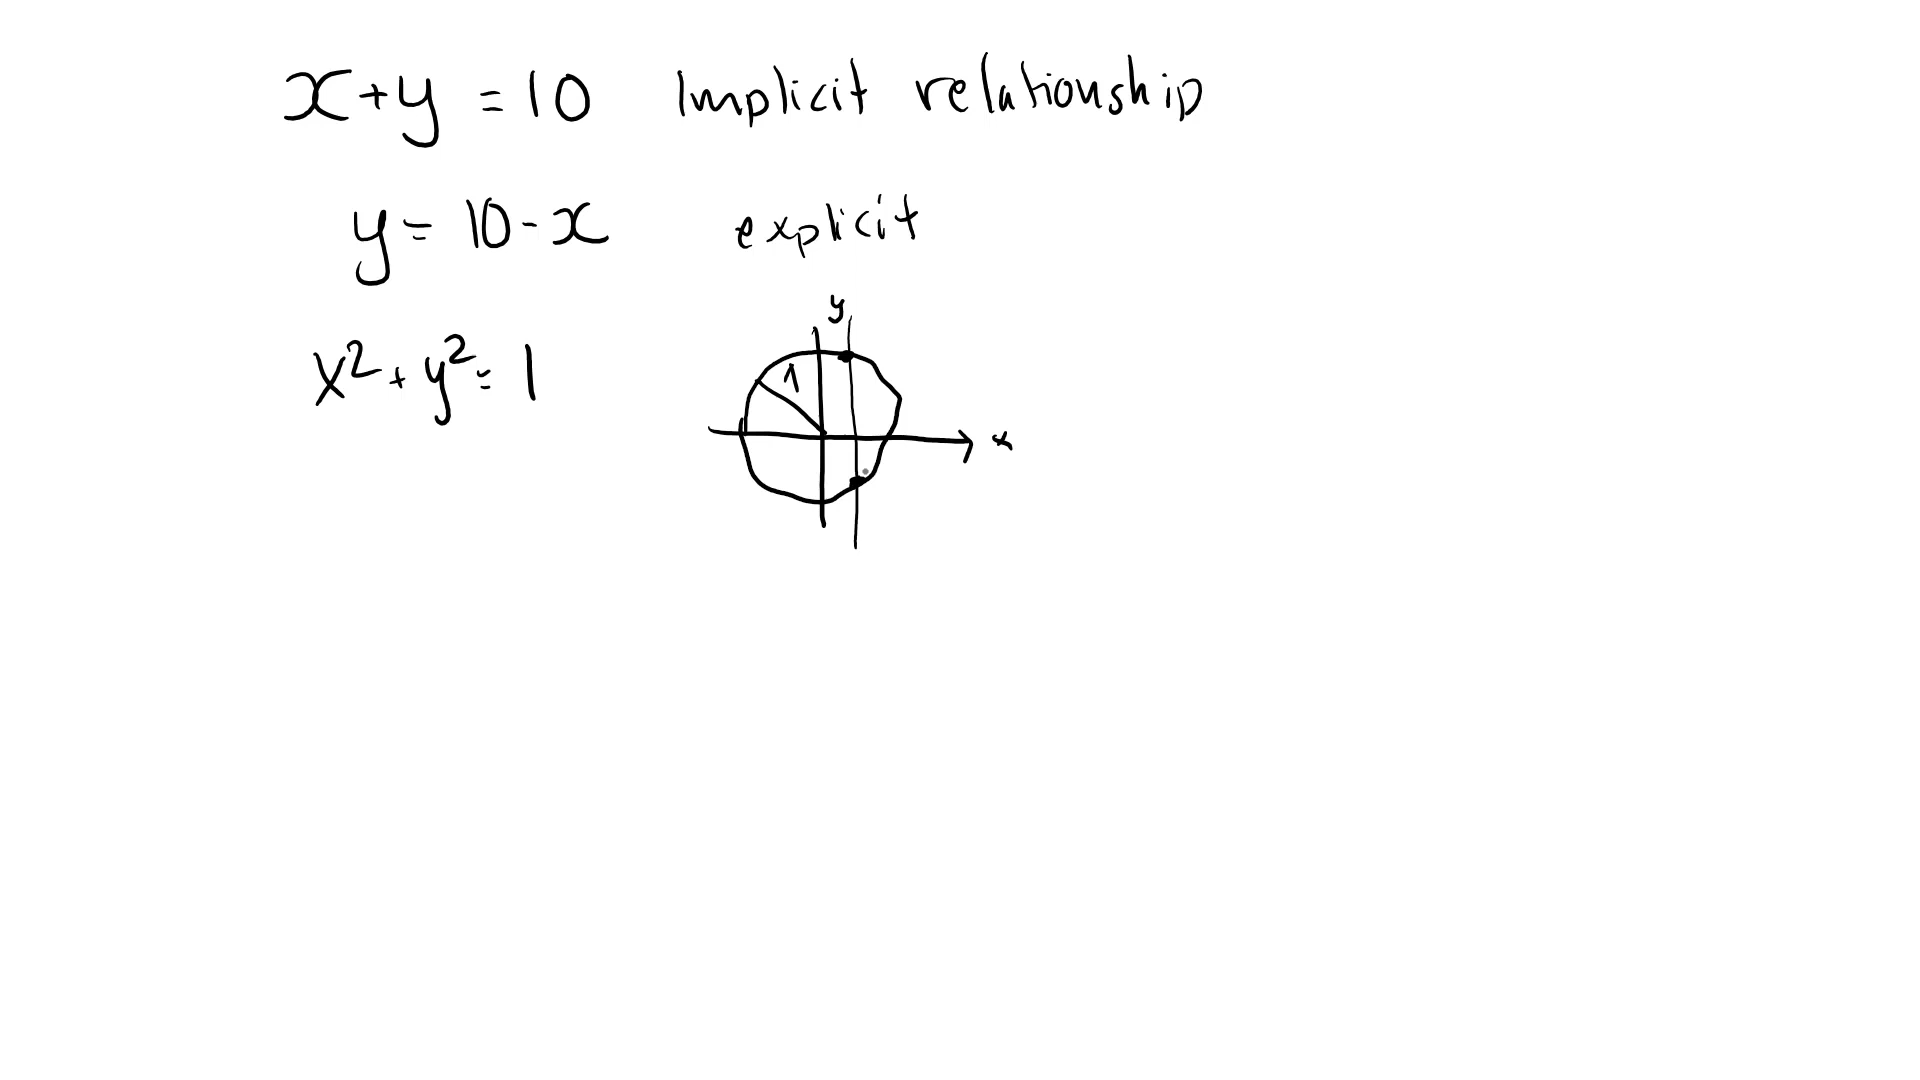 x+y = 10 Implicit relationship
y = 10-x explicit
y
x²+y² = 1
1
x